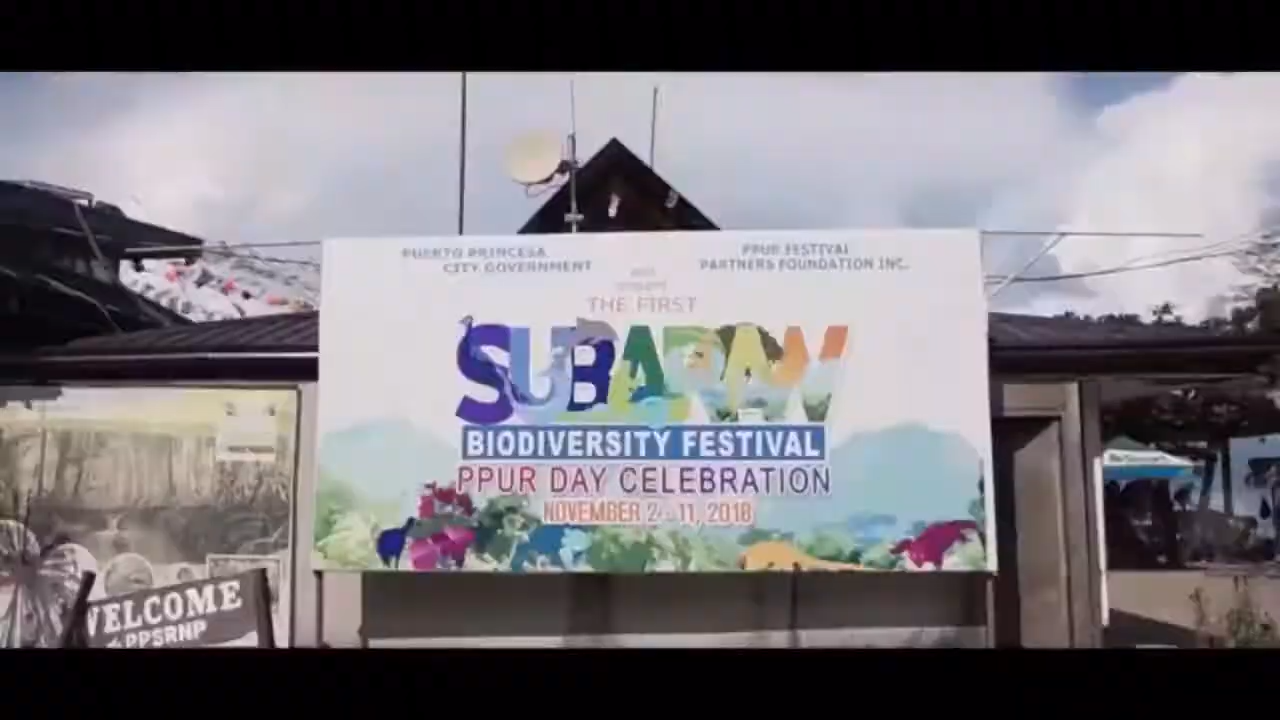 PUERTO PRINCESA
CITY GOVERNMENT
PPUR FESTIVAL
PARTNERS FOUNDATION INC.
THE FIRST
SUBARAW
BIODIVERSITY FESTIVAL
PPUR DAY CELEBRATION
NOVEMBER 2-11, 2018
WELCOME
PPSRNP